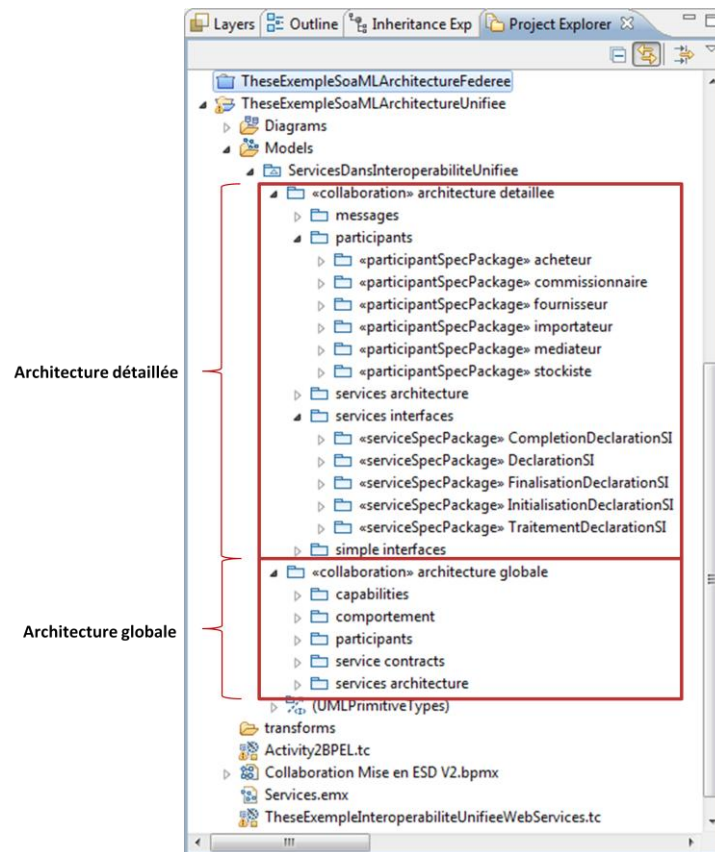 Layers Outline Inheritance Exp Project Explorer
TheseExempleSoaMLArchitectureFederee
TheseExempleSoaMLArchitectureUnifiee
Diagrams
Models
ServicesDansInteroperabiliteUnifiee
«collaboration» architecture detaillee
messages
participants
«participantSpecPackage» acheteur
«participantSpecPackage» commissionnaire
«participantSpecPackage» fournisseur
«participantSpecPackage» importateur
«participantSpecPackage» mediateur
Architecture détaillée
«participantSpecPackage» stockiste
services architecture
services interfaces
«serviceSpecPackage» CompletionDeclarationSI
«serviceSpecPackage» DeclarationSI
«serviceSpecPackage» FinalisationDeclarationSI
«serviceSpecPackage» InitialisationDeclarationSI
«serviceSpecPackage» TraitementDeclarationSI
simple interfaces
«collaboration» architecture globale
capabilities
comportement
Architecture globale
participants
service contracts
services architecture
(UMLPrimitiveTypes)
transforms
Activity2BPEL.tc
Collaboration Mise en ESD V2.bpmx
Services.emx
TheseExempleInteroperabiliteUnifieeWebServices.tc